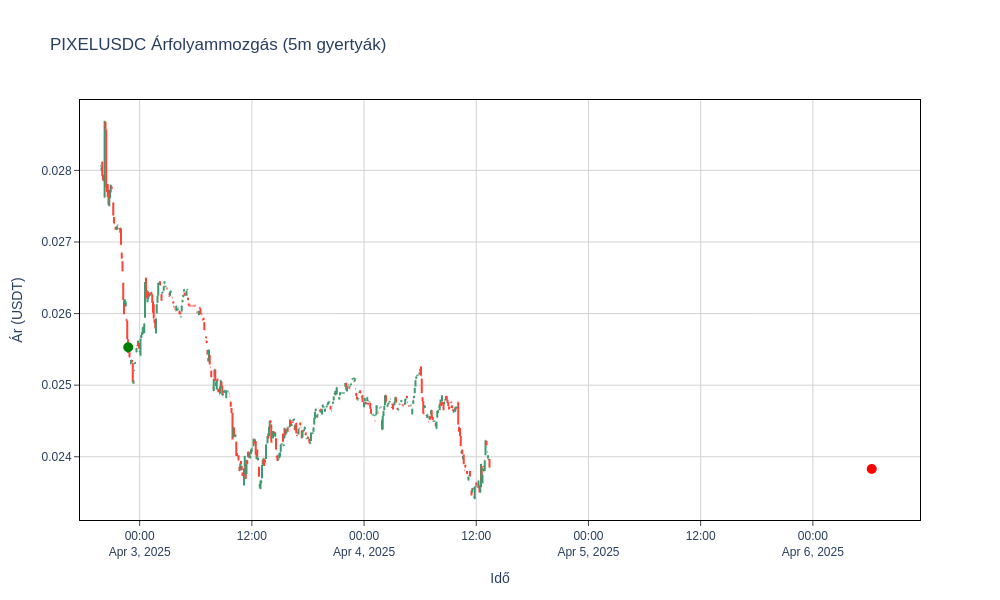 PIXELUSDC Árfolyammozgás (5m gyertyák)
0.028
0.027
0.026
0.025
0.024
Ár (USDT)
00:00
Apr 3, 2025
12:00
00:00
Apr 4, 2025
12:00
00:00
Apr 5, 2025
12:00
00:00
Apr 6, 2025
Idő